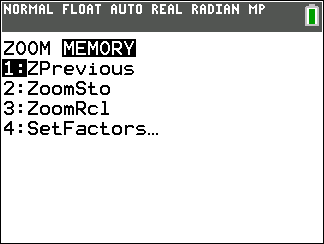 NORMAL FLOAT AUTO REAL RADIAN MP
ZOOM MEMORY
1:ZPrevious
2:ZoomSto
3:ZoomRcl
4:SetFactors…